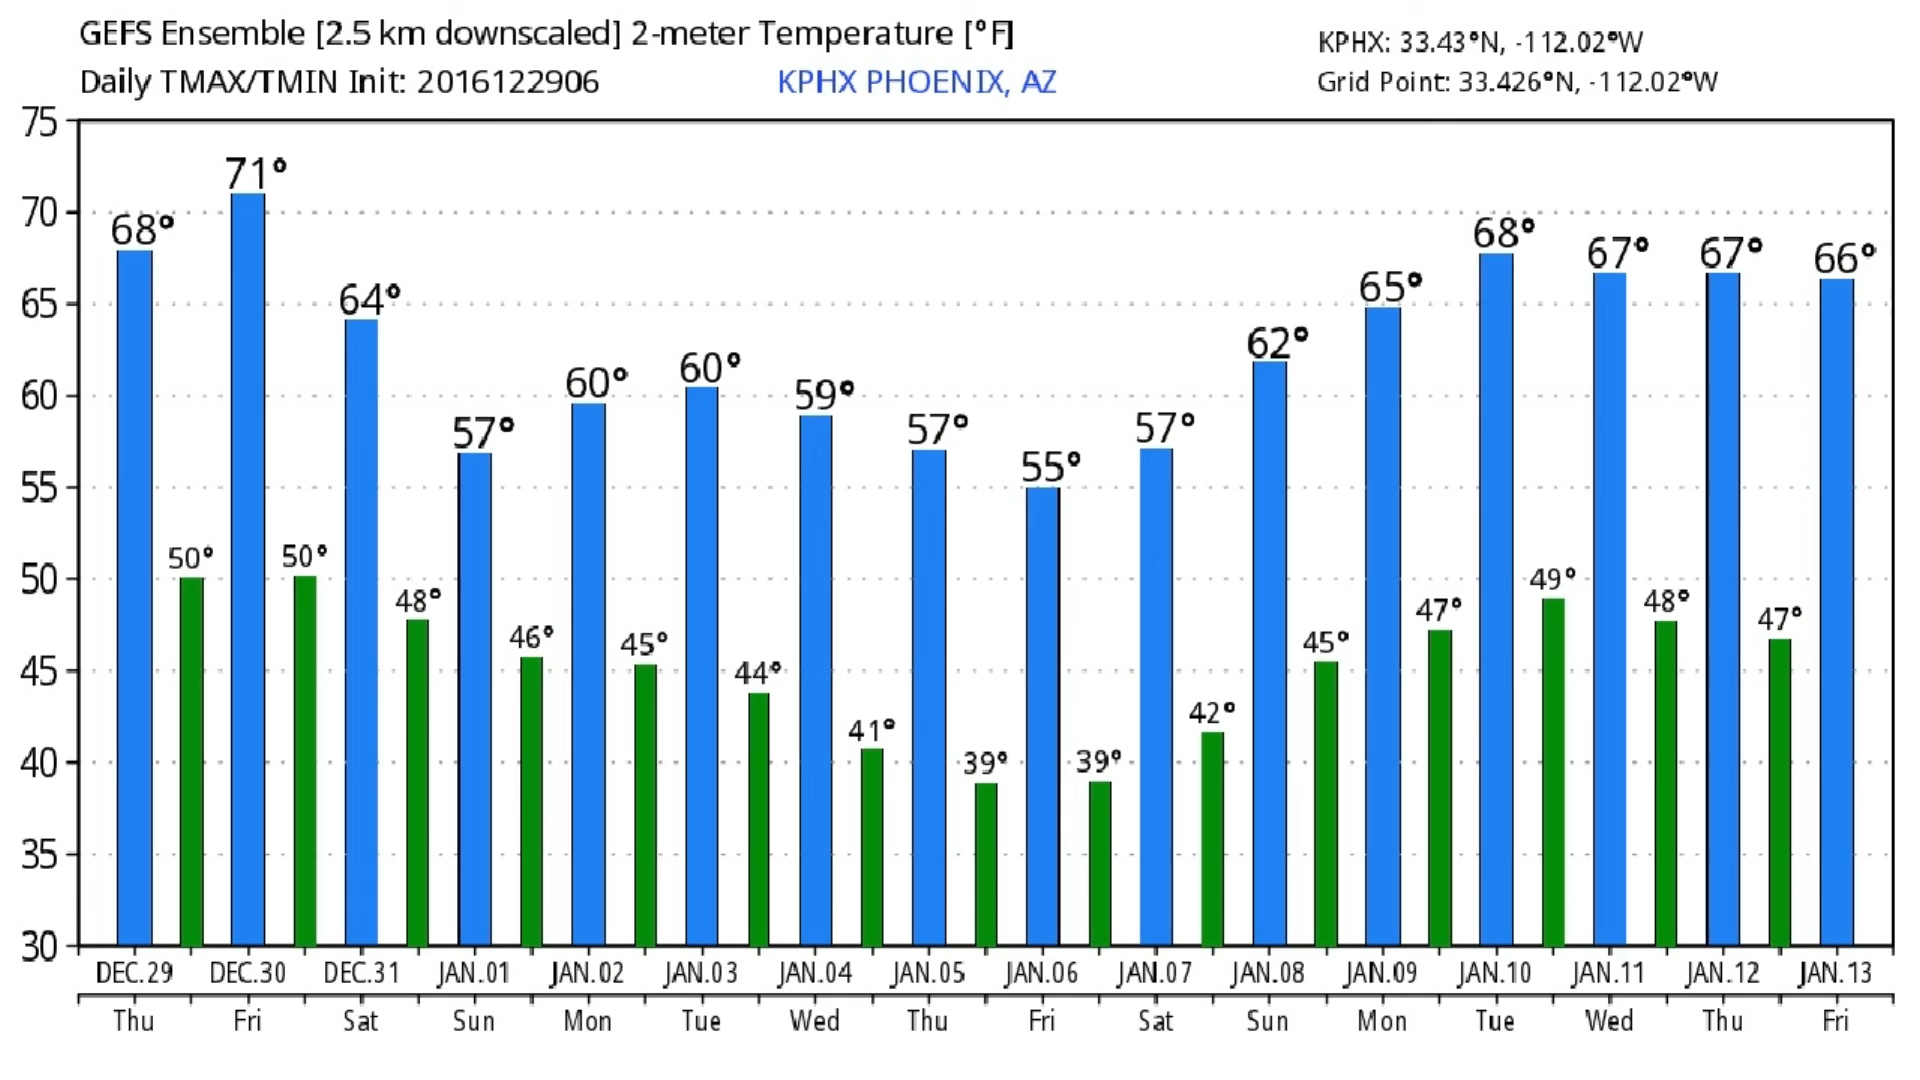 GEFS Ensemble [2.5 km downscaled] 2-meter Temperature [°F]
KPHX: 33.43°N, -112.02°W
Daily TMAX/TMIN Init: 2016122906
KPHX PHOENIX, AZ
Grid Point: 33.426°N, -112.02°W
75
70
65
60
55
50
45
40
35
30
68° 71° 64° 57° 60° 60° 59° 57° 55° 57° 62° 65° 68° 67° 67° 66°
50° 50° 48° 46° 45° 44° 41° 39° 39° 42° 45° 47° 49° 48° 47°
DEC.29 DEC.30 DEC.31 JAN.01 JAN.02 JAN.03 JAN.04 JAN.05 JAN.06 JAN.07 JAN.08 JAN.09 JAN.10 JAN.11 JAN.12 JAN.13
Thu Fri Sat Sun Mon Tue Wed Thu Fri Sat Sun Mon Tue Wed Thu Fri